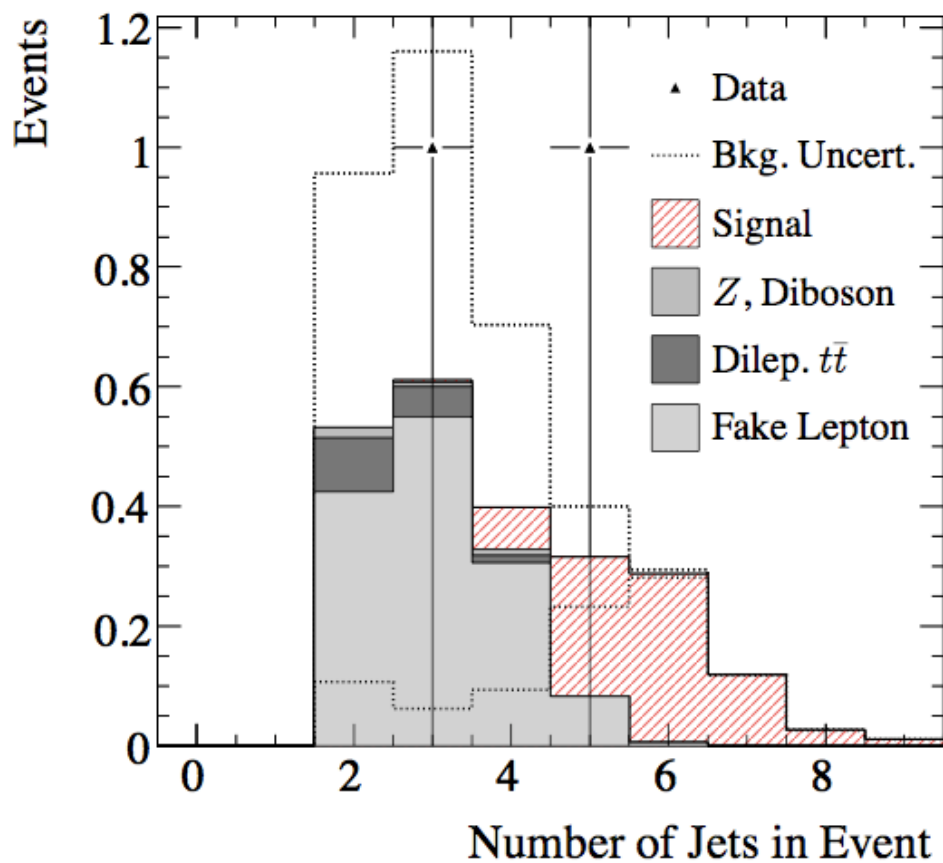 Events
1.2
1
0.8
0.6
0.4
0.2
0
Data
Bkg. Uncert.
Signal
Z, Diboson
Dilep. tt̄
Fake Lepton
0 2 4 6 8
Number of Jets in Event